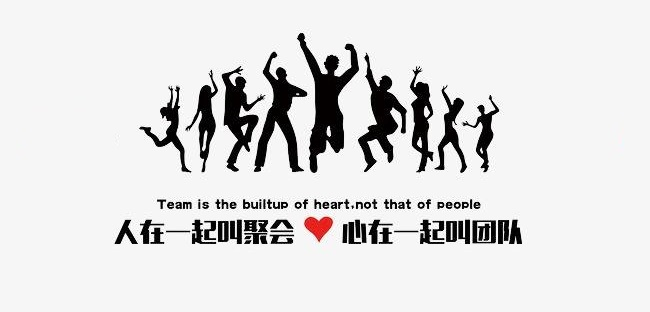 Team is the builtup of heart,not that of people
人在一起叫聚会 心在一起叫团队